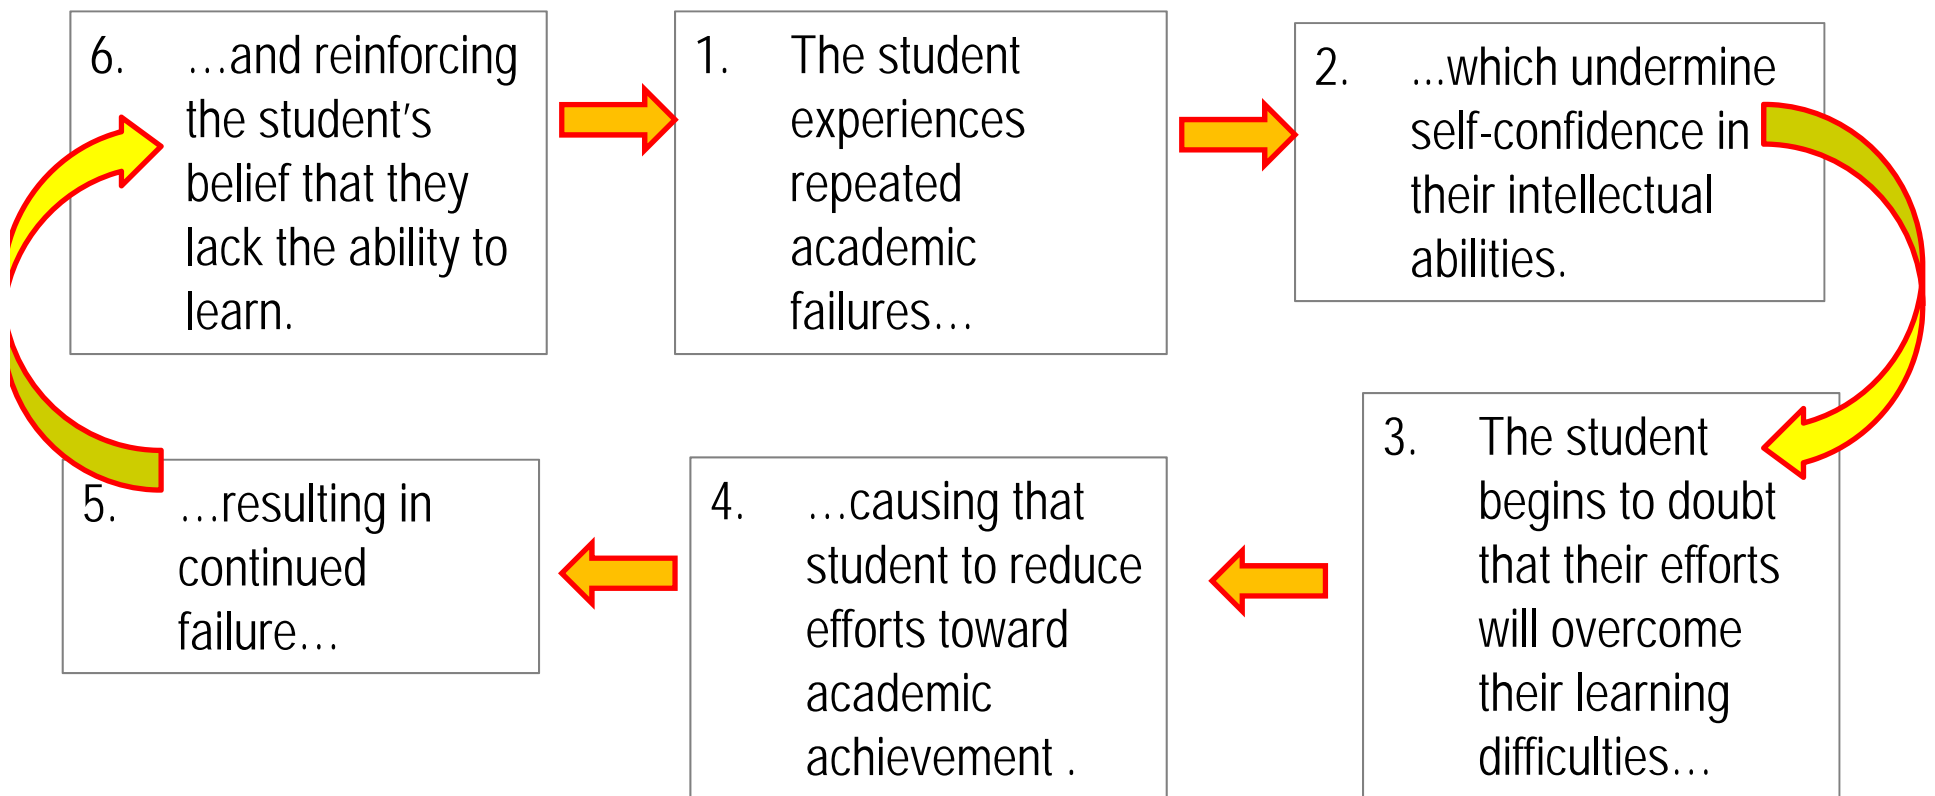 6. …and reinforcing
the student's
belief that they
lack the ability to
learn.
1. The student
experiences
repeated
academic
failures…
2. …which undermine
self-confidence in
their intellectual
abilities.
3. The student
begins to doubt
that their efforts
will overcome
their learning
difficulties…
4. …causing that
student to reduce
efforts toward
academic
achievement .
5. …resulting in
continued
failure…